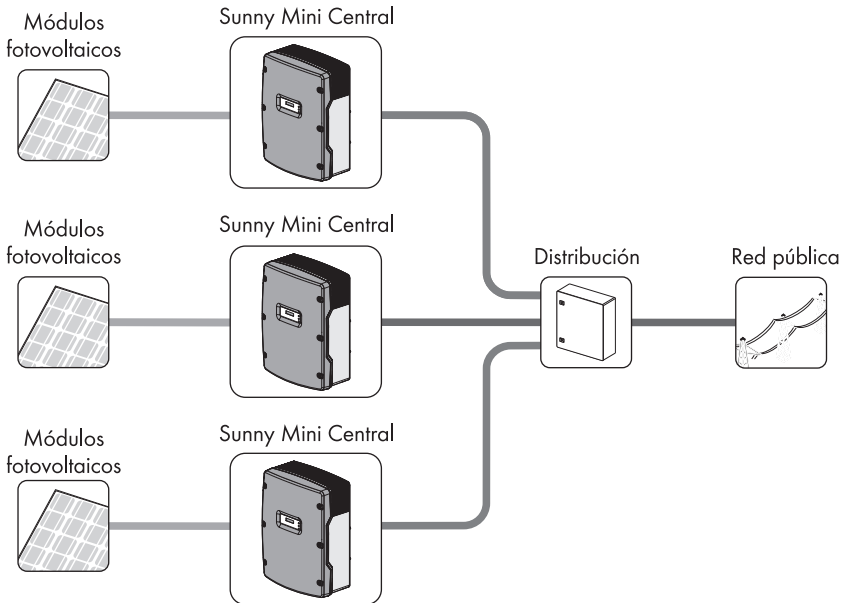 Módulos
fotovoltaicos
Sunny Mini Central
Módulos
fotovoltaicos
Sunny Mini Central
Distribución
Red pública
Módulos
fotovoltaicos
Sunny Mini Central